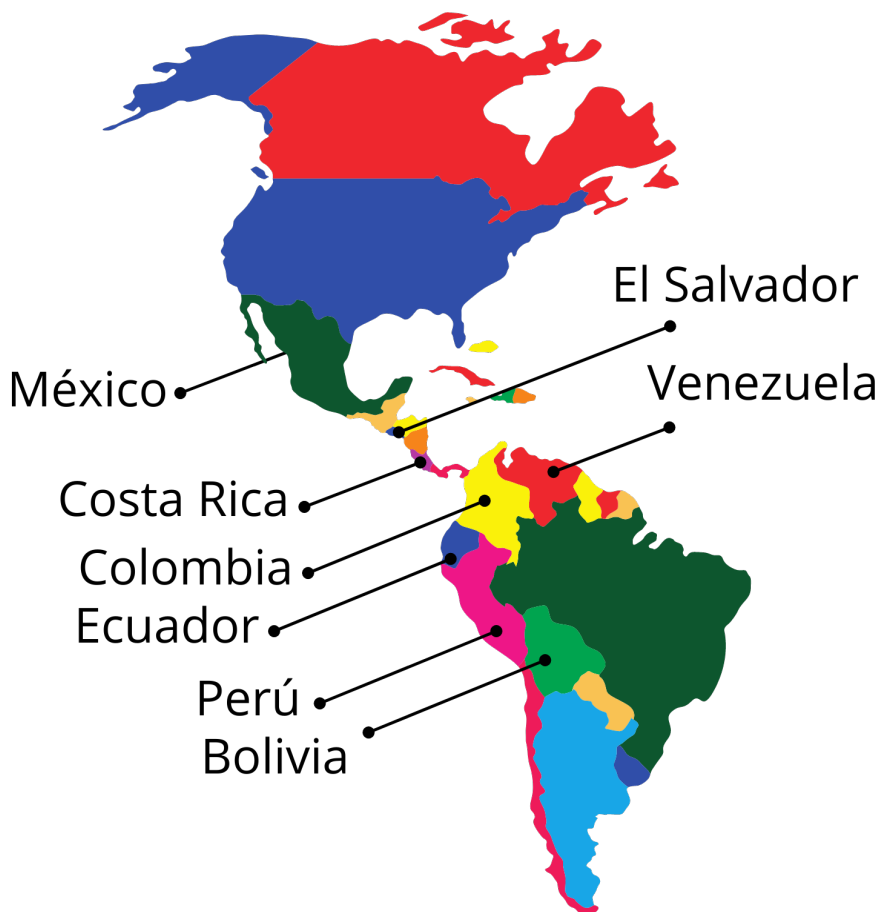 El Salvador
Venezuela
México
Costa Rica
Colombia
Ecuador
Perú
Bolivia